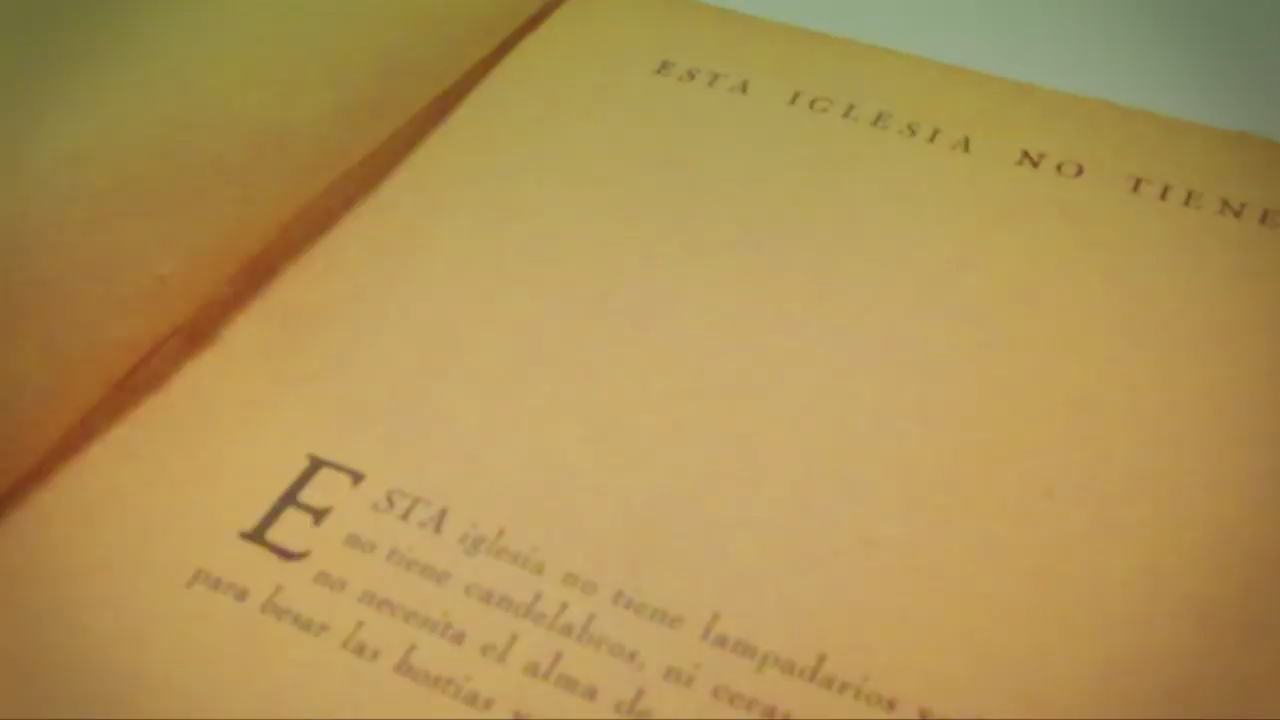 ESTA IGLESIA NO TIENE
ESTA iglesia no tiene lampadarios
no tiene candelabros, ni ceras
no necesita el alma de
para besar las hostias